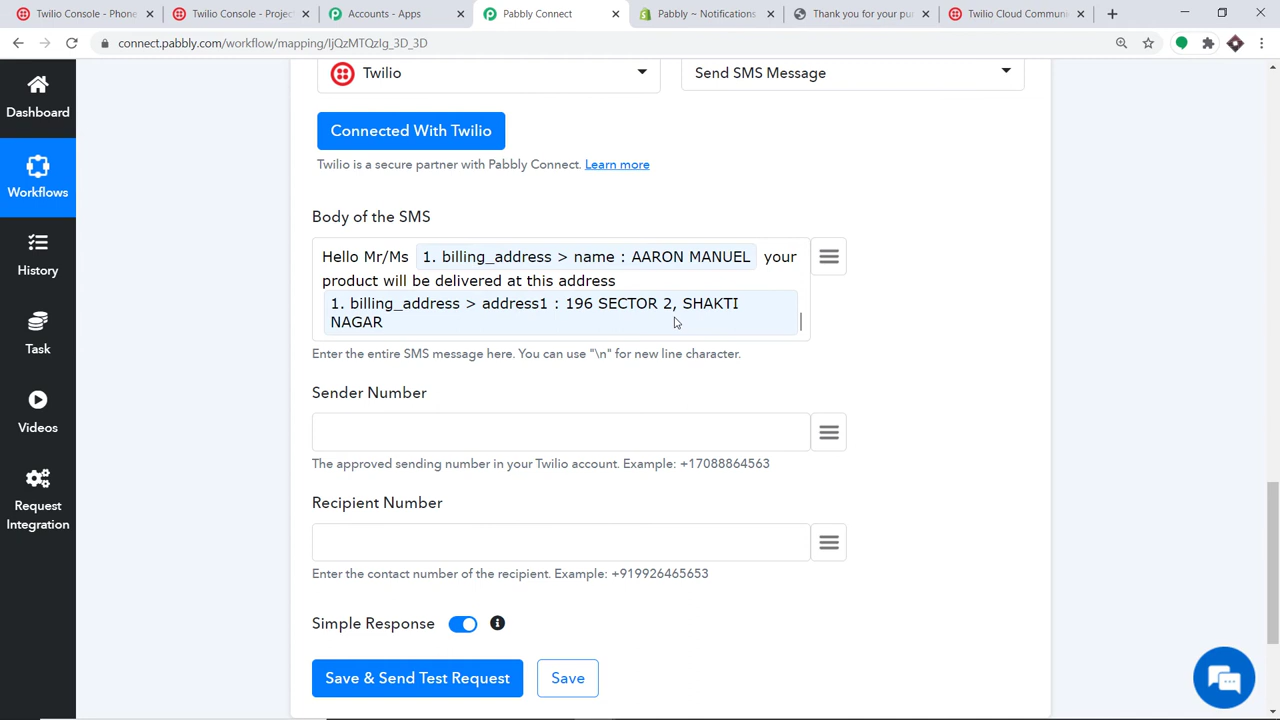 Twilio Console - Phone
Twilio Console - Projec
Accounts - Apps
Pabbly Connect
Pabbly ~ Notifications
Thank you for your pu
Twilio Cloud Commun
connect.pabbly.com/workflow/mapping/IjQzMTQzIg_3D_3D
Dashboard
Workflows
History
Task
Videos
Request
Integration
Twilio
Send SMS Message
Connected With Twilio
Twilio is a secure partner with Pabbly Connect. Learn more
Body of the SMS
Hello Mr/Ms 1. billing_address > name : AARON MANUEL your
product will be delivered at this address
1. billing_address > address1 : 196 SECTOR 2, SHAKTI
NAGAR
Enter the entire SMS message here. You can use "\n" for new line character.
Sender Number
The approved sending number in your Twilio account. Example: +17088864563
Recipient Number
Enter the contact number of the recipient. Example: +919926465653
Simple Response
Save & Send Test Request
Save